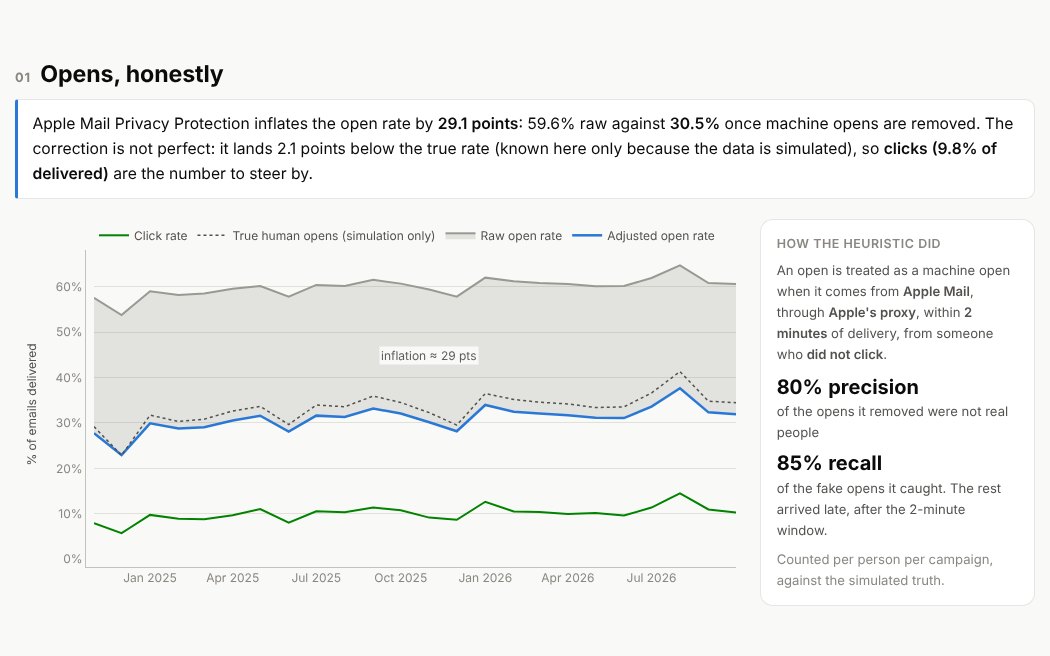 01 Opens, honestly
Apple Mail Privacy Protection inflates the open rate by 29.1 points: 59.6% raw against 30.5% once machine opens are removed. The
correction is not perfect: it lands 2.1 points below the true rate (known here only because the data is simulated), so clicks (9.8% of
delivered) are the number to steer by.
Click rate True human opens (simulation only) Raw open rate Adjusted open rate
% of emails delivered
60%
50%
40%
30%
20%
10%
0%
inflation ≈ 29 pts
Jan 2025 Apr 2025 Jul 2025 Oct 2025 Jan 2026 Apr 2026 Jul 2026
HOW THE HEURISTIC DID
An open is treated as a machine open
when it comes from Apple Mail,
through Apple's proxy, within 2
minutes of delivery, from someone
who did not click.
80% precision
of the opens it removed were not real
people
85% recall
of the fake opens it caught. The rest
arrived late, after the 2-minute
window.
Counted per person per campaign,
against the simulated truth.